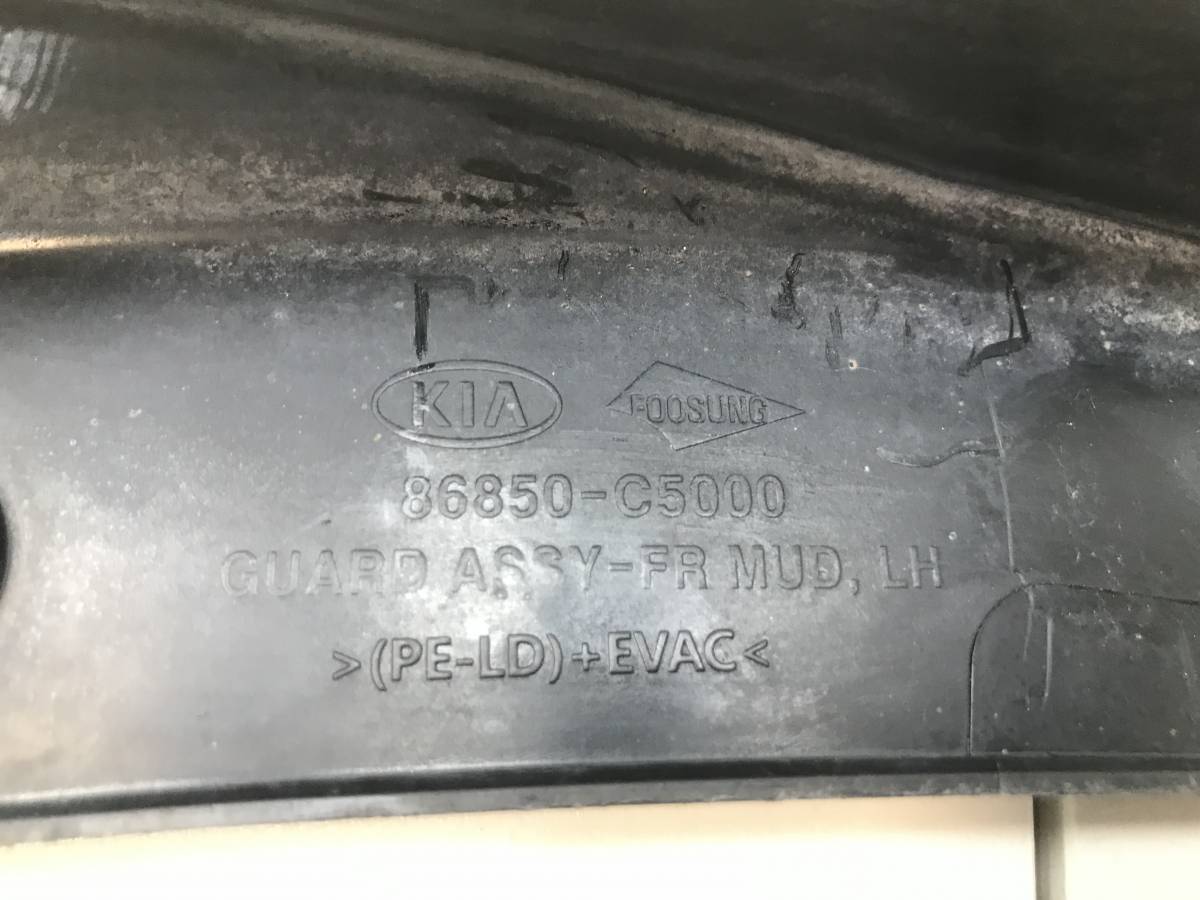 KIA FOOSUNG
86850-C5000
GUARD ASSY-FR MUD, LH
>(PE-LD)+EVAC<